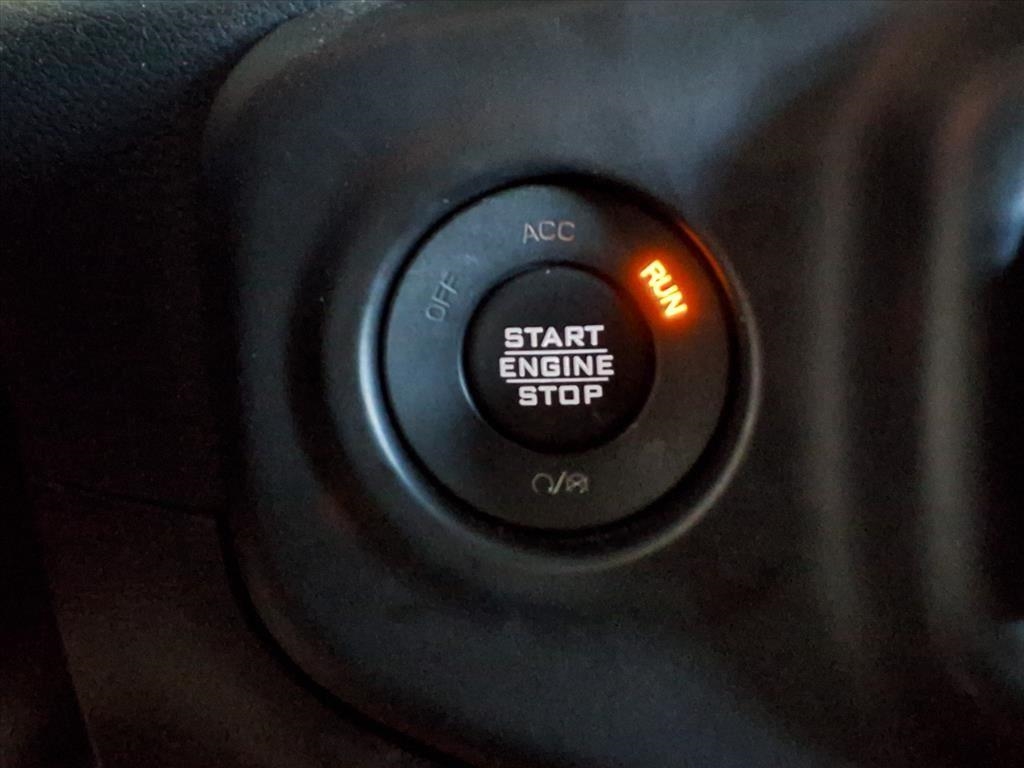 ACC
OFF
RUN
START
ENGINE
STOP